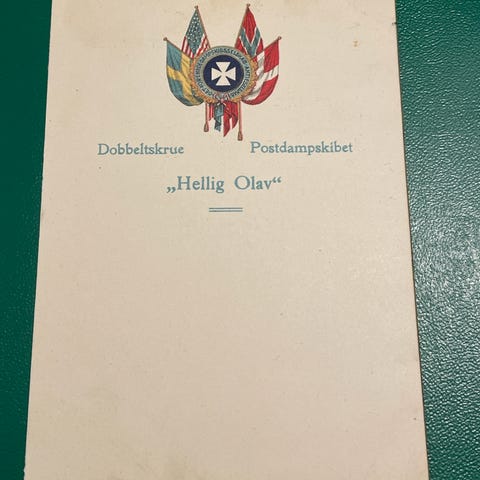 Dobbeltskrue Postdampskibet
„Hellig Olav“